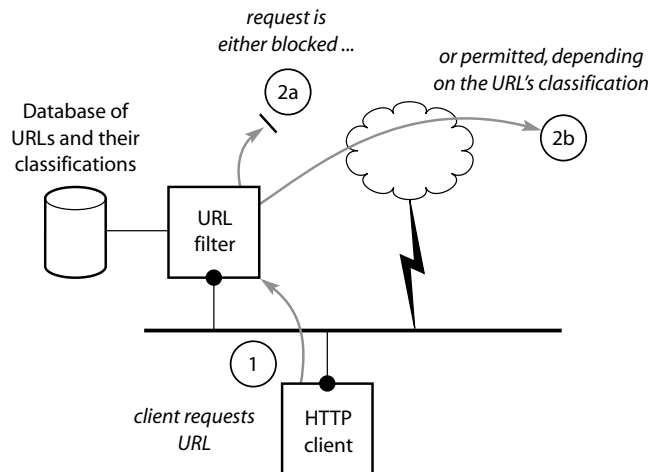 request is
either blocked ...
2a
or permitted, depending
on the URL's classification
2b
Database of
URLs and their
classifications
URL
filter
1
client requests
URL
HTTP
client